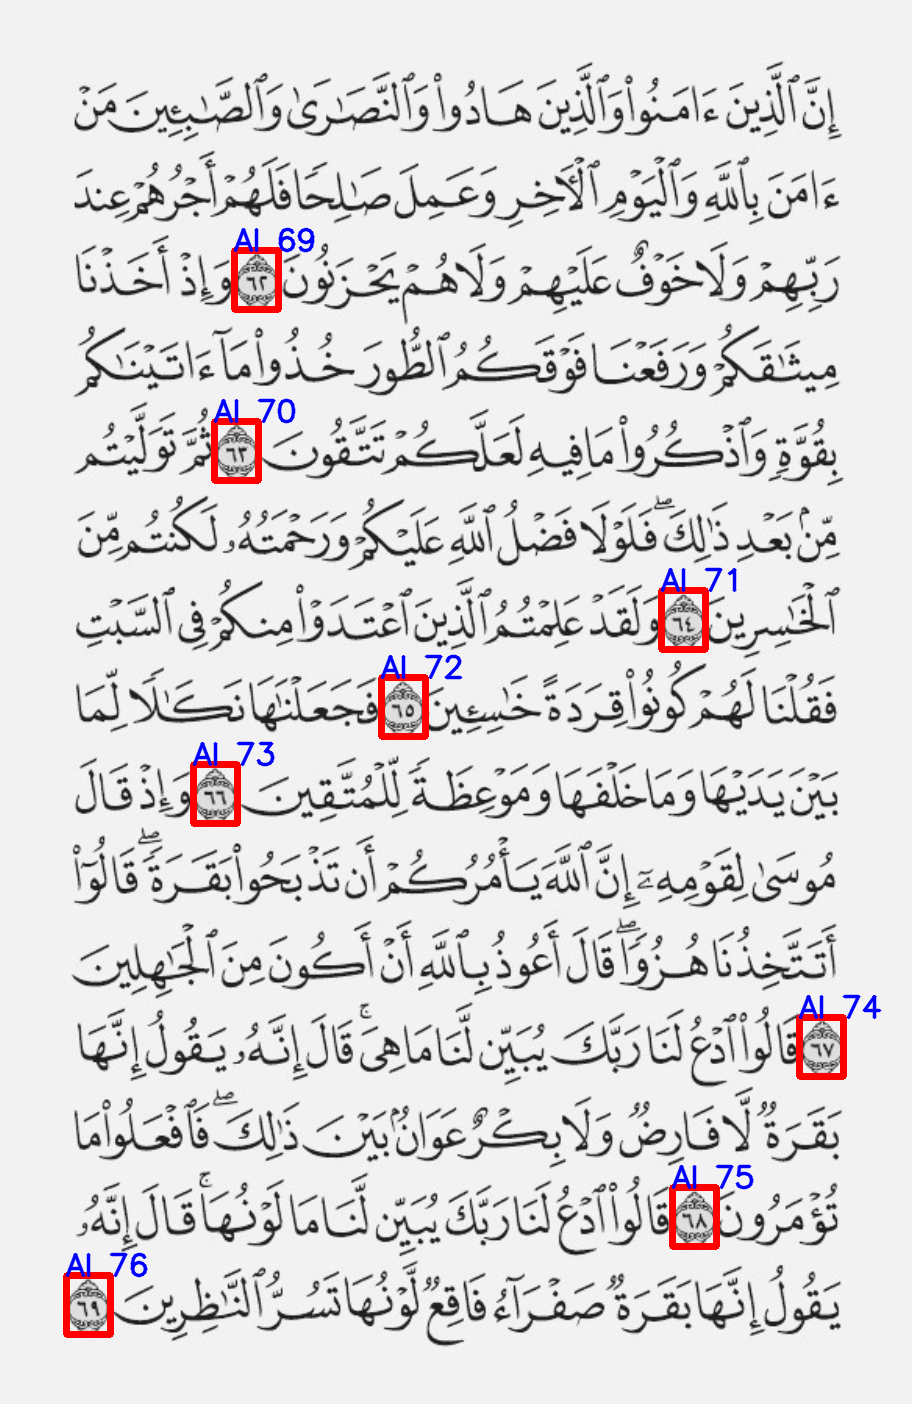 إِنَّ ٱلَّذِينَ ءَامَنُوا۟ وَٱلَّذِينَ هَادُوا۟ وَٱلنَّصَـٰرَىٰ وَٱلصَّـٰبِـِٔينَ مَنْ
ءَامَنَ بِٱللَّهِ وَٱلْيَوْمِ ٱلْـَٔاخِرِ وَعَمِلَ صَـٰلِحًا فَلَهُمْ أَجْرُهُمْ عِندَ
AI 69
رَبِّهِمْ وَلَا خَوْفٌ عَلَيْهِمْ وَلَا هُمْ يَحْزَنُونَ ٦٢ وَإِذْ أَخَذْنَا
مِيثَـٰقَكُمْ وَرَفَعْنَا فَوْقَكُمُ ٱلطُّورَ خُذُوا۟ مَآ ءَاتَيْنَـٰكُم
AI 70
بِقُوَّةٍ وَٱذْكُرُوا۟ مَا فِيهِ لَعَلَّكُمْ تَتَّقُونَ ٦٣ ثُمَّ تَوَلَّيْتُم
مِّنۢ بَعْدِ ذَٰلِكَ ۖ فَلَوْلَا فَضْلُ ٱللَّهِ عَلَيْكُمْ وَرَحْمَتُهُۥ لَكُنتُم مِّنَ
AI 71
ٱلْخَـٰسِرِينَ ٦٤ وَلَقَدْ عَلِمْتُمُ ٱلَّذِينَ ٱعْتَدَوْا۟ مِنكُمْ فِى ٱلسَّبْتِ
AI 72
فَقُلْنَا لَهُمْ كُونُوا۟ قِرَدَةً خَـٰسِـِٔينَ ٦٥ فَجَعَلْنَـٰهَا نَكَـٰلًا لِّمَا
AI 73
بَيْنَ يَدَيْهَا وَمَا خَلْفَهَا وَمَوْعِظَةً لِّلْمُتَّقِينَ ٦٦ وَإِذْ قَالَ
مُوسَىٰ لِقَوْمِهِۦٓ إِنَّ ٱللَّهَ يَأْمُرُكُمْ أَن تَذْبَحُوا۟ بَقَرَةً ۖ قَالُوٓا۟
أَتَتَّخِذُنَا هُزُوًا ۖ قَالَ أَعُوذُ بِٱللَّهِ أَنْ أَكُونَ مِنَ ٱلْجَـٰهِلِينَ
AI 74
٦٧ قَالُوا۟ ٱدْعُ لَنَا رَبَّكَ يُبَيِّن لَّنَا مَا هِىَ ۚ قَالَ إِنَّهُۥ يَقُولُ إِنَّهَا
بَقَرَةٌ لَّا فَارِضٌ وَلَا بِكْرٌ عَوَانٌۢ بَيْنَ ذَٰلِكَ ۖ فَٱفْعَلُوا۟ مَا
AI 75
تُؤْمَرُونَ ٦٨ قَالُوا۟ ٱدْعُ لَنَا رَبَّكَ يُبَيِّن لَّنَا مَا لَوْنُهَا ۚ قَالَ إِنَّهُۥ
AI 76
يَقُولُ إِنَّهَا بَقَرَةٌ صَفْرَآءُ فَاقِعٌ لَّوْنُهَا تَسُرُّ ٱلنَّـٰظِرِينَ ٦٩